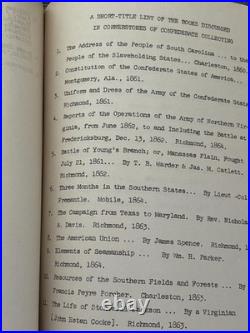 A SHORT-TITLE LIST OF THE BOOKS DISCUSSED
IN CORNERSTONES OF CONFEDERATE COLLECTING
1. The Address of the People of South Carolina ... to the
People of the Slaveholding States... Charleston, 1860.
2. Constitution of the Confederate States of America...
Montgomery, Ala., 1861.
3. Uniform and Dress of the Army of the Confederate
Richmond, 1861.
4. Reports of the Operations of the Army of Northern Vir-
ginia, from June 1862, to and Including the Battle at
Fredericksburg, Dec. 13, 1862. Richmond, 1864.
5. Battle of Young's Branch; or, Manassas Plain, Fought
July 21, 1861... By T. B. Warder & Jas. M. Catlett.
Richmond, 1862.
6. Three Months in the Southern States... By Lieut.-Col.
Fremantle. Mobile, 1864.
7. The Campaign from Texas to Maryland. By Rev. Nicholas
A. Davis. Richmond, 1863.
8. The American Union... By James Spence. Richmond, 1863.
9. Elements of Seamanship... By Wm. H. Parker.
Richmond, 1864.
10. Resources of the Southern Fields and Forests... By
Francis Peyre Porcher. Charleston, 1863.
11. The Life of
By a Virginian
[John Esten Cooke]. Richmond, 1863.